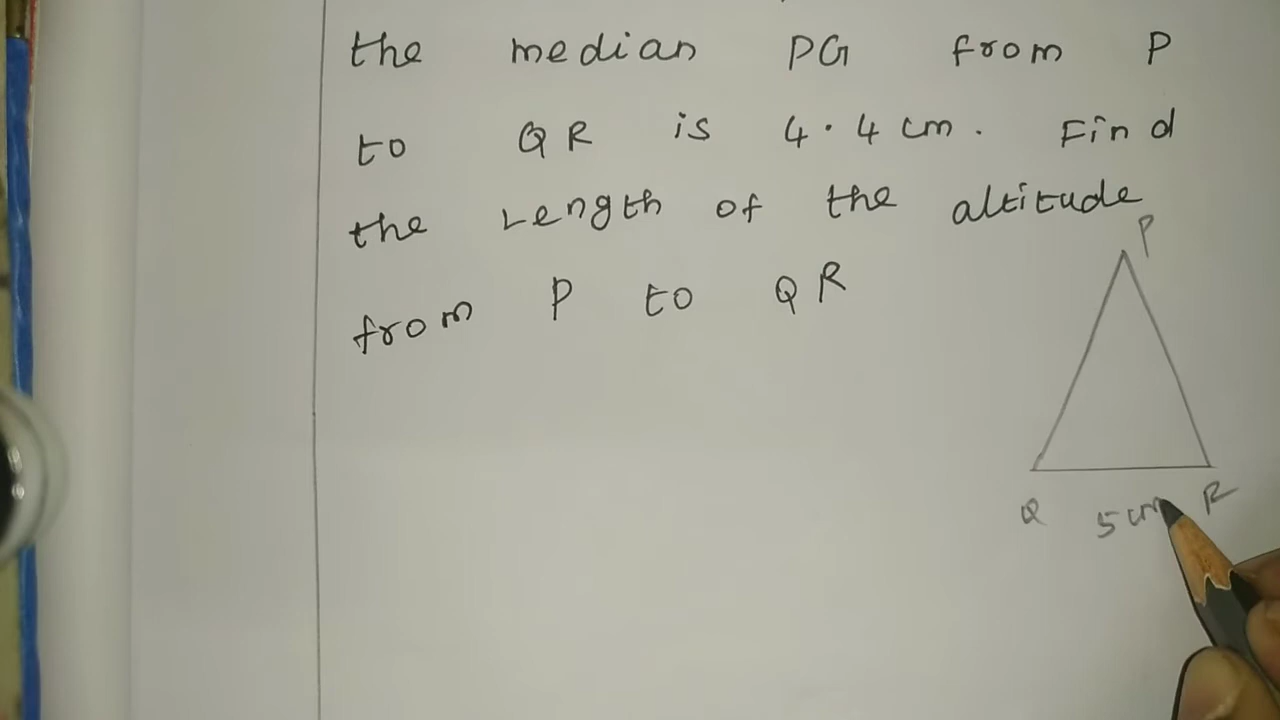 the median PG from P
to QR is 4.4 cm. Find
the Length of the altitude
from P to QR
P
Q 5cm R